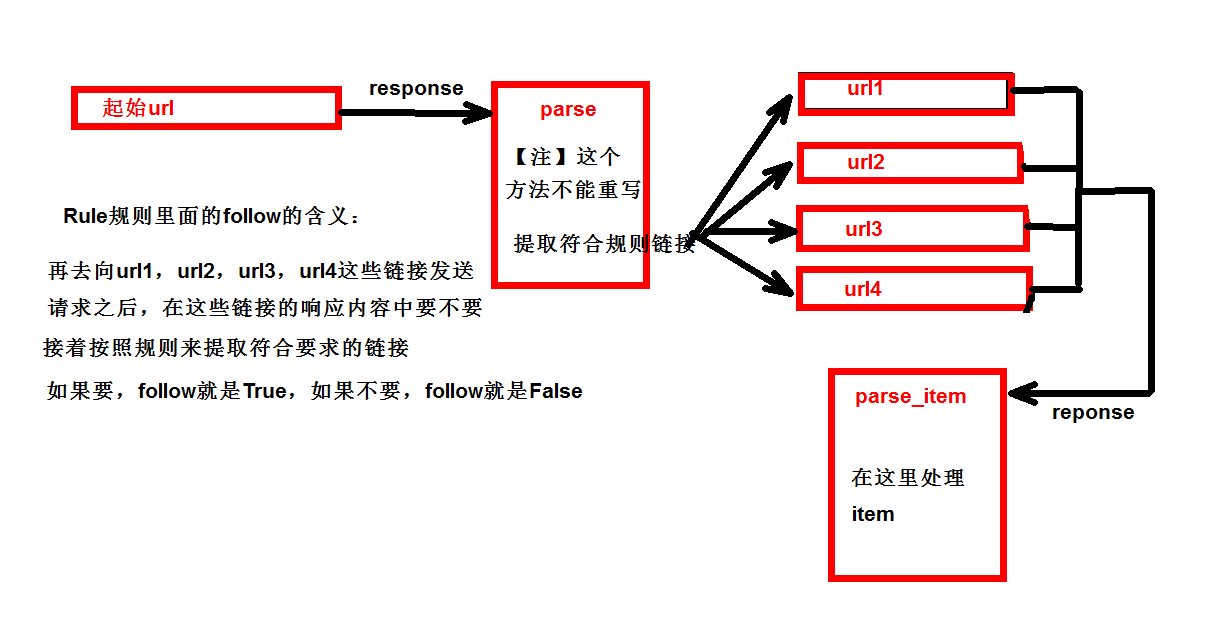 起始url
response
parse
【注】这个
方法不能重写
提取符合规则链接
url1
url2
url3
url4
Rule规则里面的follow的含义：
再去向url1，url2，url3，url4这些链接发送
请求之后，在这些链接的响应内容中要不要
接着按照规则来提取符合要求的链接
如果要，follow就是True，如果不要，follow就是False
reponse
parse_item
在这里处理
item